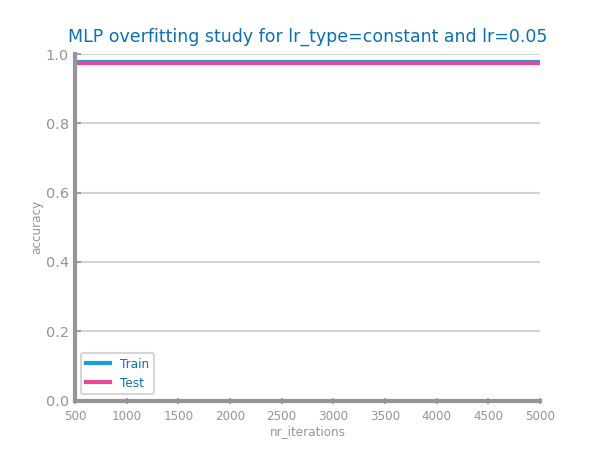 MLP overfitting study for lr_type=constant and lr=0.05
1.0
0.8
0.6
0.4
0.2
0.0
accuracy
Train
Test
500 1000 1500 2000 2500 3000 3500 4000 4500 5000
nr_iterations